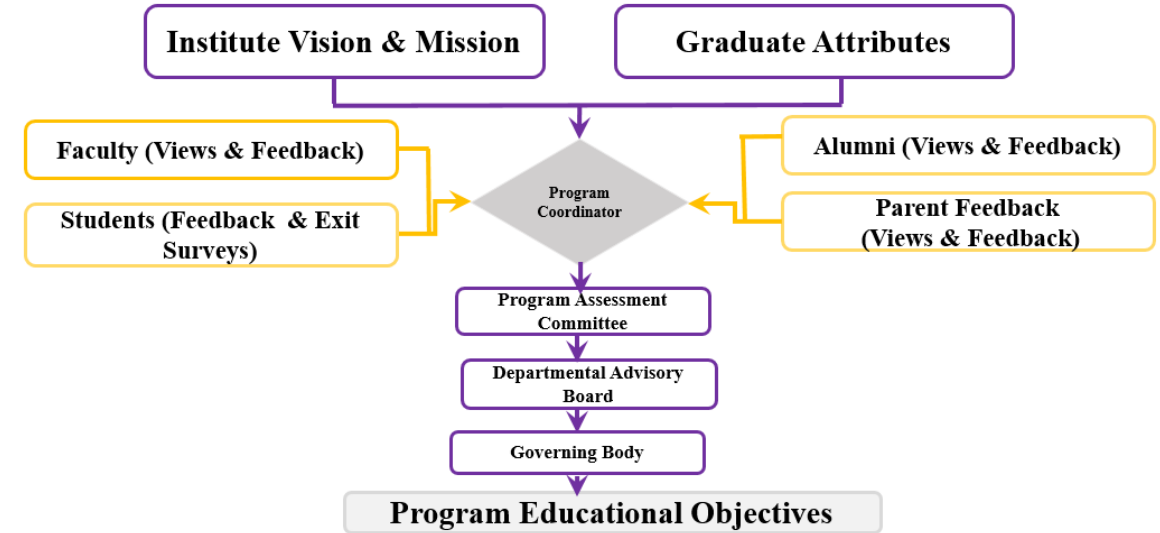 Institute Vision & Mission
Graduate Attributes
Faculty (Views & Feedback)
Alumni (Views & Feedback)
Program
Coordinator
Students (Feedback & Exit
Surveys)
Parent Feedback
(Views & Feedback)
Program Assessment
Committee
Departmental Advisory
Board
Governing Body
Program Educational Objectives